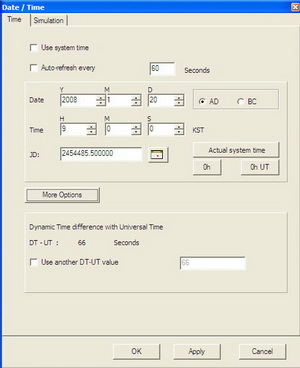 Date / Time
Time Simulation
Use system time
Auto-refresh every 60 Seconds
Y M D
Date 2008 1 20 AD BC
H M S
Time 9 0 0 KST
Actual system time
JD: 2454485.500000
0h 0h UT
More Options
Dynamic Time difference with Universal Time
DT - UT : 66 Seconds
Use another DT-UT value 66
OK Apply Cancel